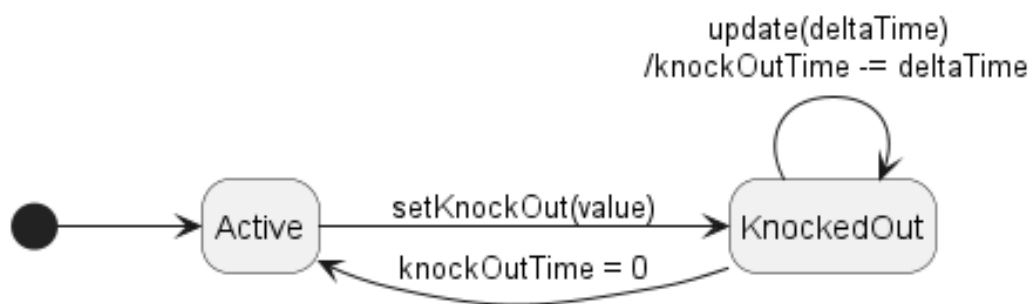 update(deltaTime)
/knockOutTime -= deltaTime
Active
setKnockOut(value)
KnockedOut
knockOutTime = 0